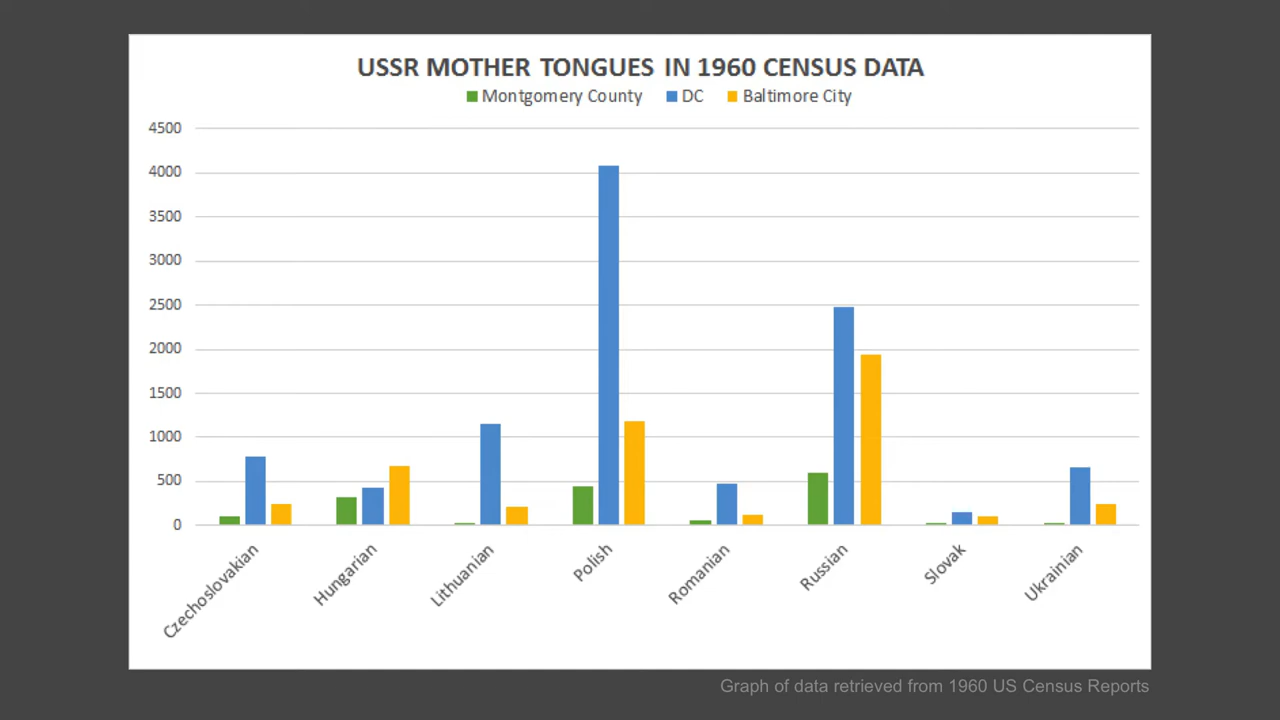 USSR MOTHER TONGUES IN 1960 CENSUS DATA
Montgomery County DC Baltimore City
4500
4000
3500
3000
2500
2000
1500
1000
500
0
Czechoslovakian Hungarian Lithuanian Polish Romanian Russian Slovak Ukrainian
Graph of data retrieved from 1960 US Census Reports